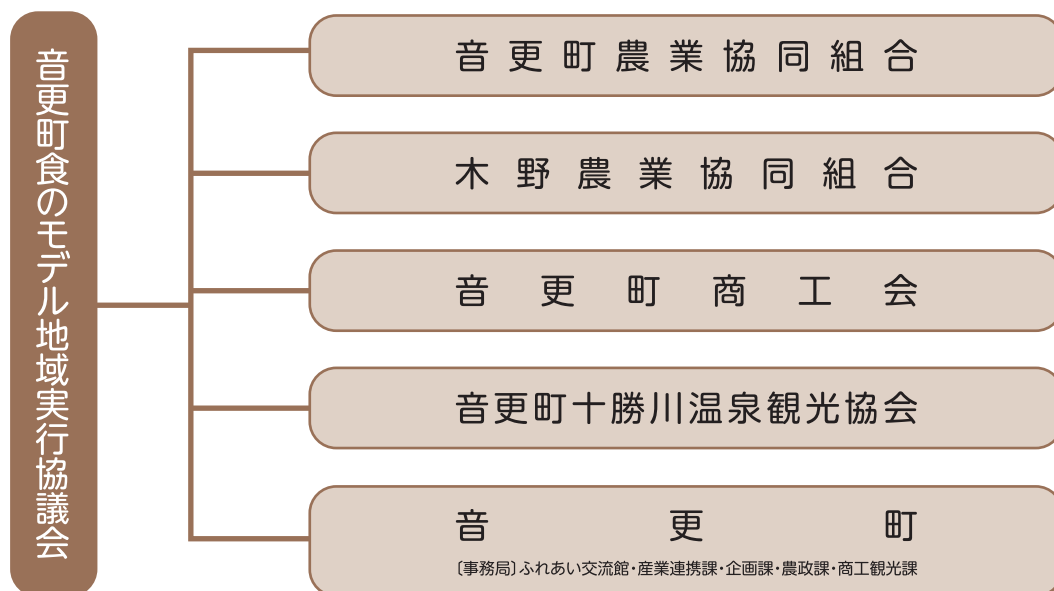 音更町食のモデル地域実行協議会
音更町農業協同組合
木野農業協同組合
音更町商工会
音更町十勝川温泉観光協会
音更町
〔事務局〕ふれあい交流館・産業連携課・企画課・農政課・商工観光課